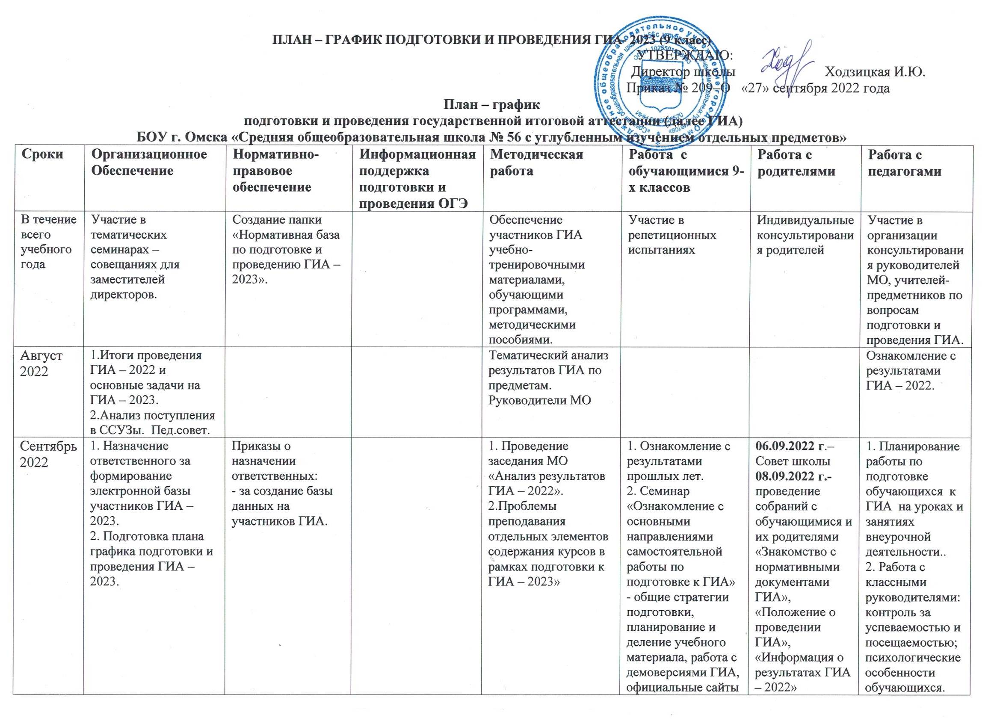 ПЛАН – ГРАФИК ПОДГОТОВКИ И ПРОВЕДЕНИЯ ГИА- 2023 (9 класс)
УТВЕРЖДАЮ:
Директор школы Ходзицкая И.Ю.
Приказ № 209–О «27» сентября 2022 года
План – график
подготовки и проведения государственной итоговой аттестации (далее ГИА)
БОУ г. Омска «Средняя общеобразовательная школа № 56 с углубленным изучением отдельных предметов»
Сроки
Организационное
Обеспечение
Нормативно-
правовое
обеспечение
Информационная
поддержка
подготовки и
проведения ОГЭ
Методическая
работа
Работа с
обучающимися 9-
х классов
Работа с
родителями
Работа с
педагогами
В течение
всего
учебного
года
Участие в
тематических
семинарах –
совещаниях для
заместителей
директоров.
Создание папки
«Нормативная база
по подготовке и
проведению ГИА –
2023».
Обеспечение
участников ГИА
учебно-
тренировочными
материалами,
обучающими
программами,
методическими
пособиями.
Участие в
репетиционных
испытаниях
Индивидуальные
консультировани
я родителей
Участие в
организации
консультировани
я руководителей
МО, учителей-
предметников по
вопросам
подготовки и
проведения ГИА.
Август
2022
1.Итоги проведения
ГИА – 2022 и
основные задачи на
ГИА – 2023.
2.Анализ поступления
в ССУЗы. Пед.совет.
Тематический анализ
результатов ГИА по
предметам.
Руководители МО
Ознакомление с
результатами
ГИА – 2022.
Сентябрь
2022
1. Назначение
ответственного за
формирование
электронной базы
участников ГИА –
2023.
2. Подготовка плана
графика подготовки и
проведения ГИА –
2023.
Приказы о
назначении
ответственных:
- за создание базы
данных на
участников ГИА.
1. Проведение
заседания МО
«Анализ результатов
ГИА – 2022».
2.Проблемы
преподавания
отдельных элементов
содержания курсов в
рамках подготовки к
ГИА – 2023»
1. Ознакомление с
результатами
прошлых лет.
2. Семинар
«Ознакомление с
основными
направлениями
самостоятельной
работы по
подготовке к ГИА»
- общие стратегии
подготовки,
планирование и
деление учебного
материала, работа с
демоверсиями ГИА,
официальные сайты
06.09.2022 г.–
Совет школы
08.09.2022 г.-
проведение
собраний с
обучающимися и
их родителями
«Знакомство с
нормативными
документами
ГИА»,
«Положение о
проведении
ГИА»,
«Информация о
результатах ГИА
– 2022»
1. Планирование
работы по
подготовке
обучающихся к
ГИА на уроках и
занятиях
внеурочной
деятельности..
2. Работа с
классными
руководителями:
контроль за
успеваемостью и
посещаемостью;
психологические
особенности
обучающихся.